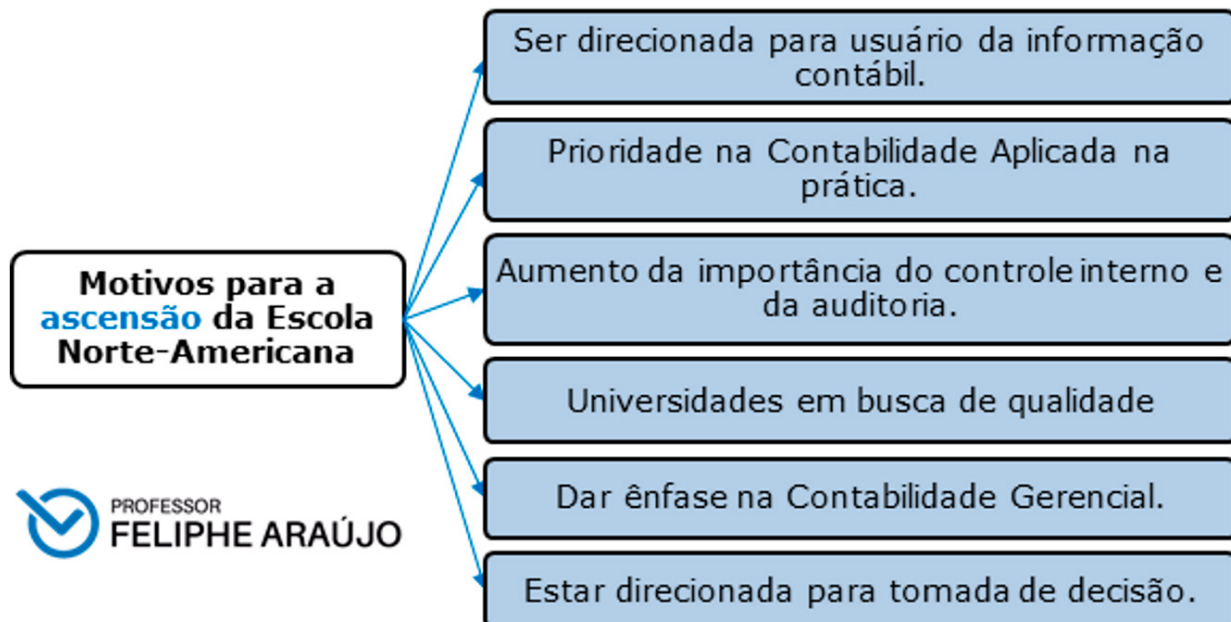 Ser direcionada para usuário da informação
contábil.
Prioridade na Contabilidade Aplicada na
prática.
Aumento da importância do controle interno e
da auditoria.
Motivos para a
ascensão da Escola
Norte-Americana
Universidades em busca de qualidade
Dar ênfase na Contabilidade Gerencial.
Estar direcionada para tomada de decisão.
PROFESSOR
FELIPHE ARAÚJO